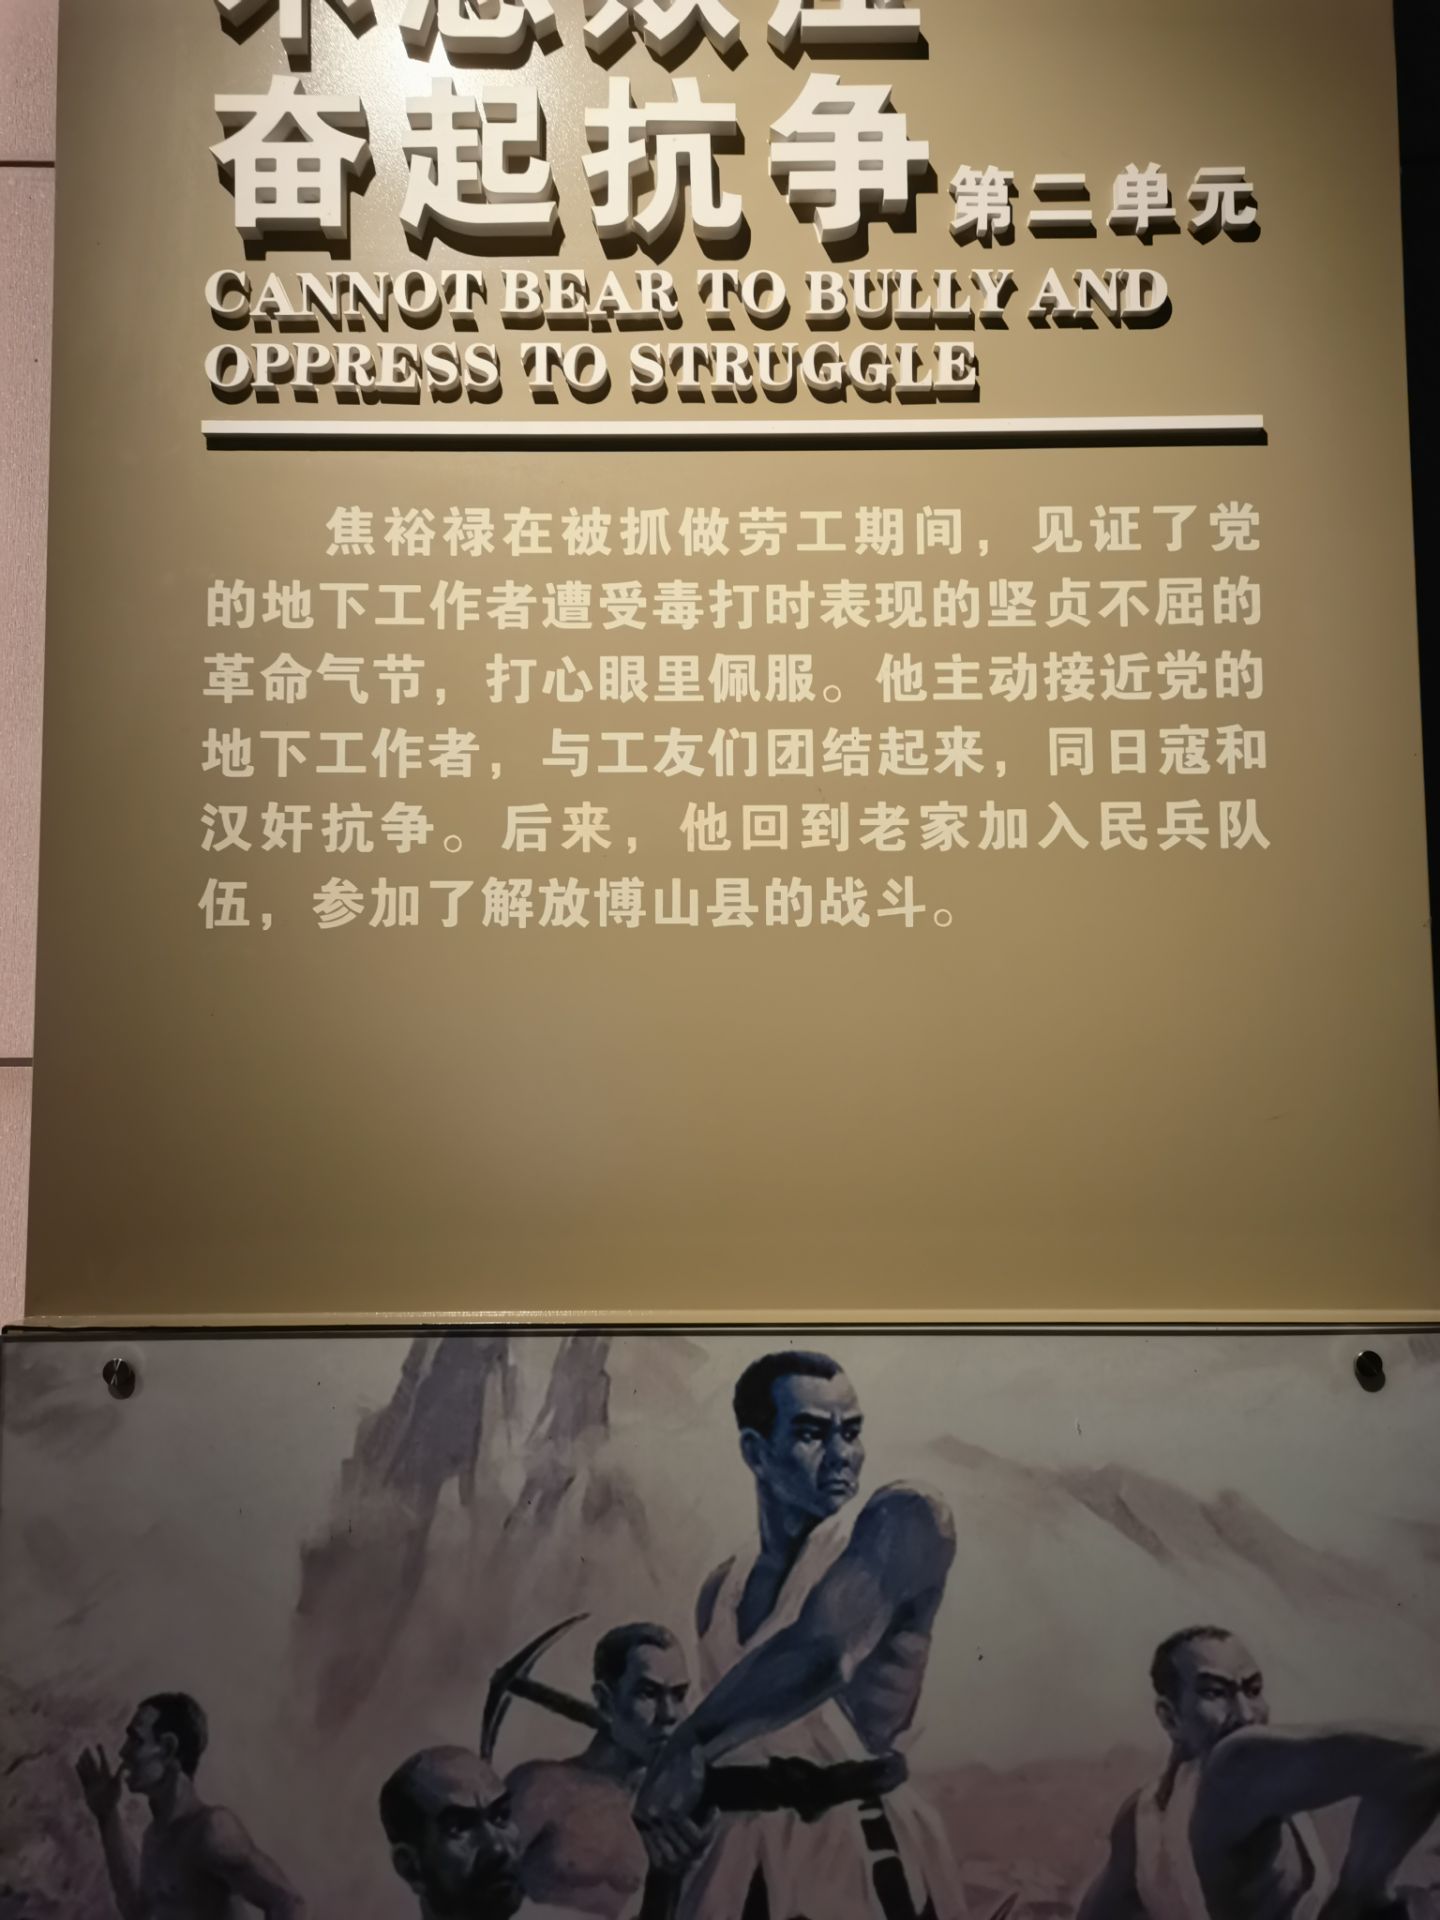 奋起抗争 第二单元
CANNOT BEAR TO BULLY AND
OPPRESS TO STRUGGLE
焦裕禄在被抓做劳工期间，见证了党
的地下工作者遭受毒打时表现的坚贞不屈的
革命气节，打心眼里佩服。他主动接近党的
地下工作者，与工友们团结起来，同日寇和
汉奸抗争。后来，他回到老家加入民兵队
伍，参加了解放博山县的战斗。